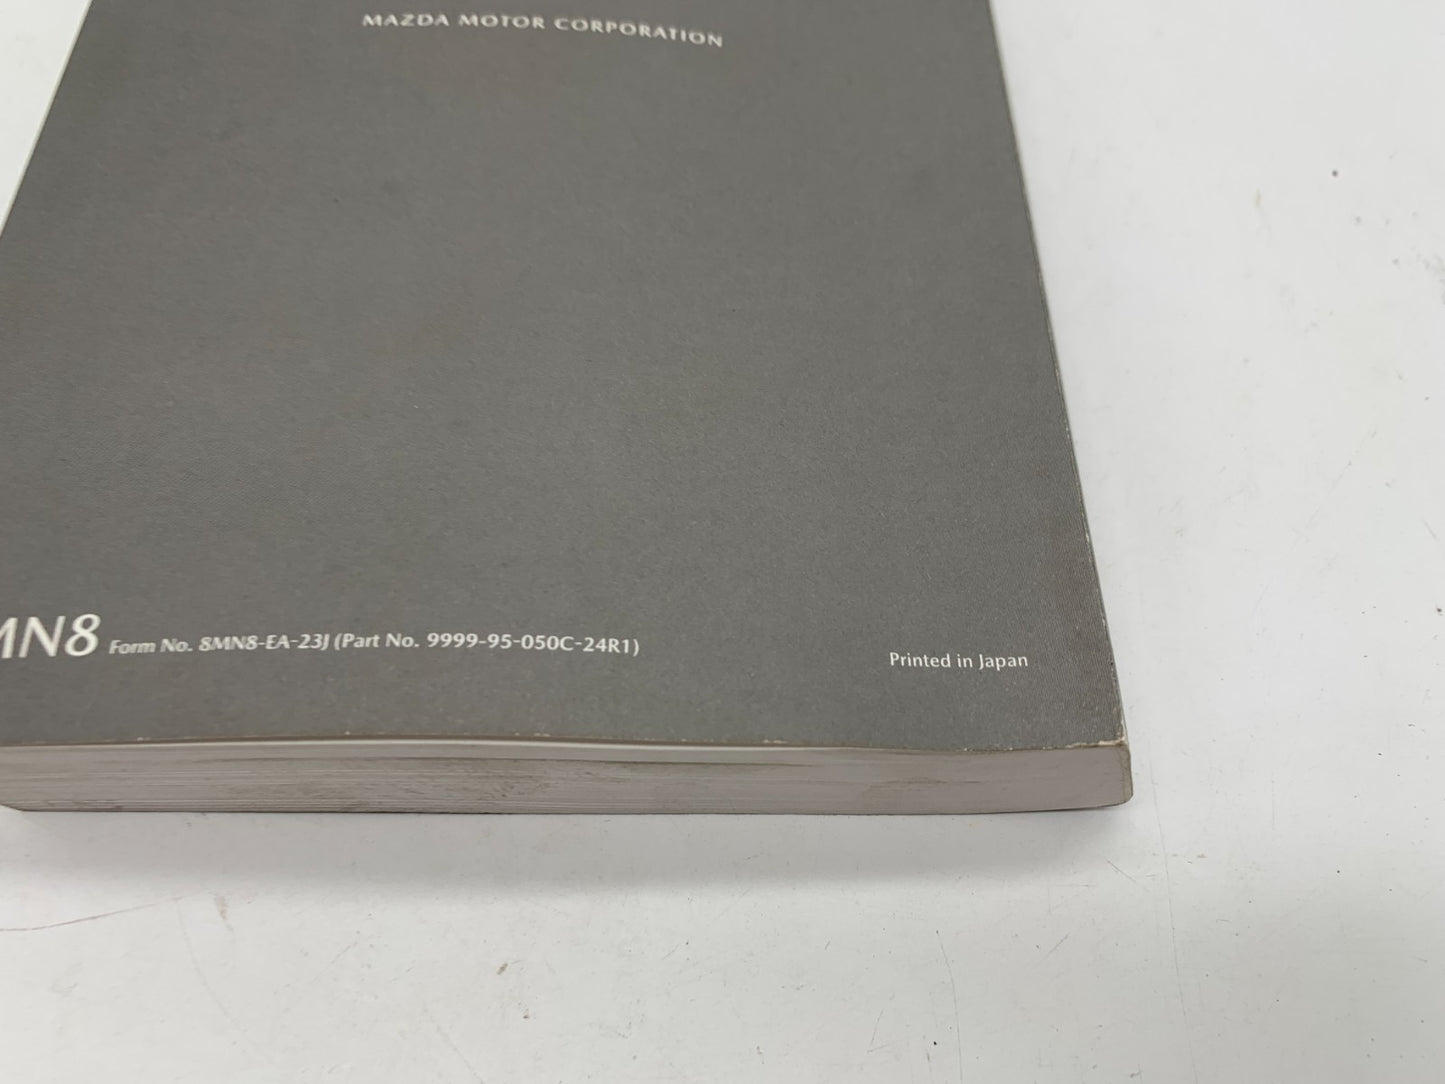 MAZDA MOTOR CORPORATION
MN8 Form No. 8MN8-EA-23J (Part No. 9999-95-050C-24R1)
Printed in Japan